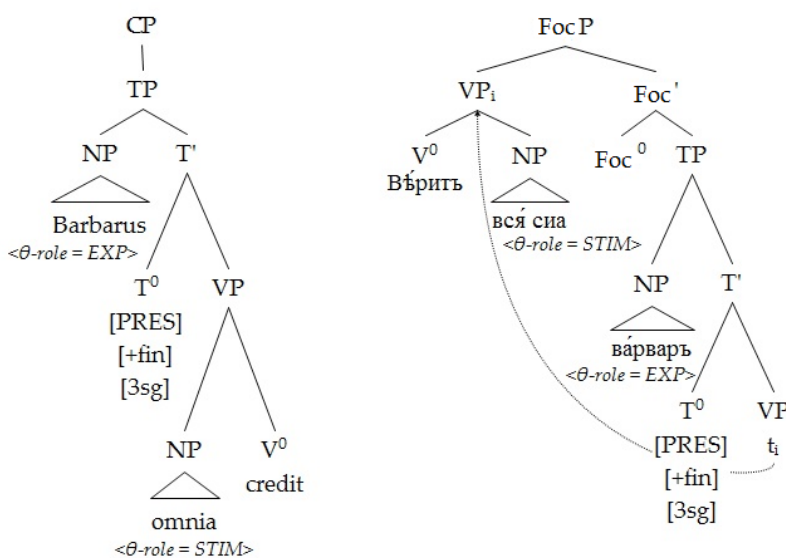 CP
TP
NP T'
Barbarus
<θ-role = EXP>
T⁰ VP
[PRES]
[+fin]
[3sg]
NP V⁰
credit
omnia
<θ-role = STIM>
FocP
VPᵢ Foc'
V⁰ NP Foc⁰ TP
Вѣ́ритъ
вся́ сиа
<θ-role = STIM>
NP T'
ва́рваръ
<θ-role = EXP>
T⁰ VP
[PRES] tᵢ
[+fin]
[3sg]